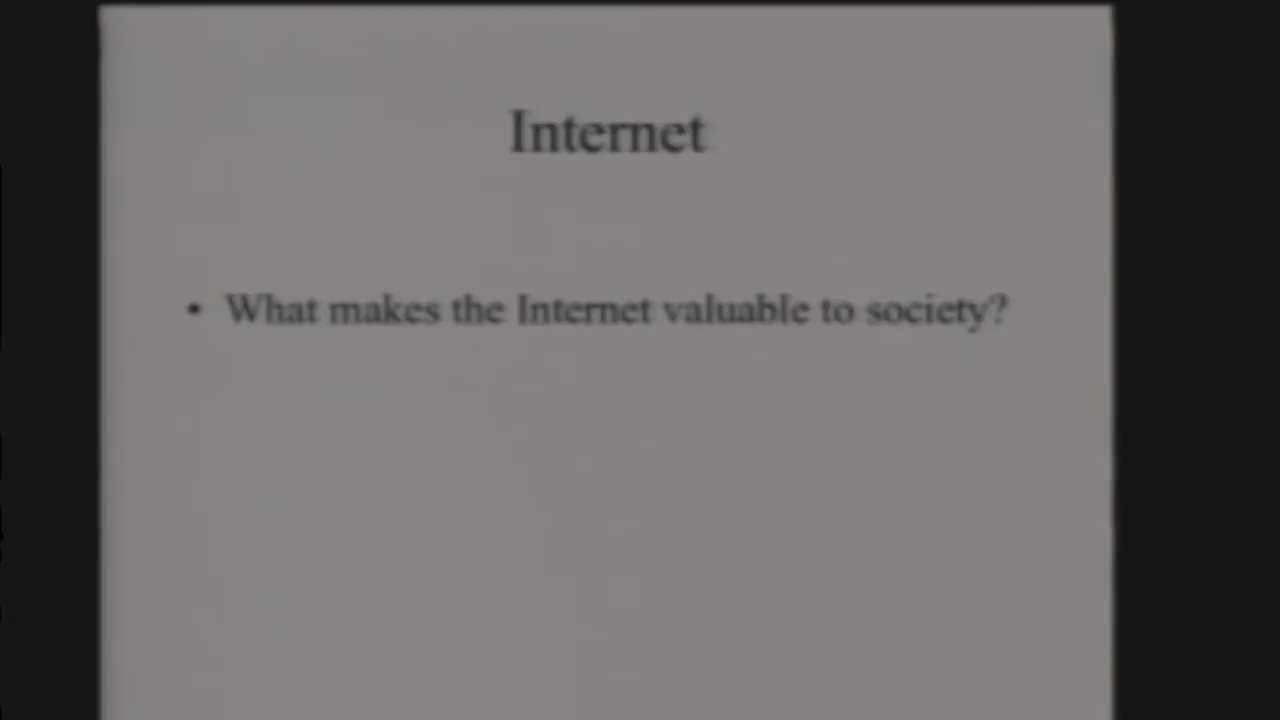 Internet
• What makes the Internet valuable to society?